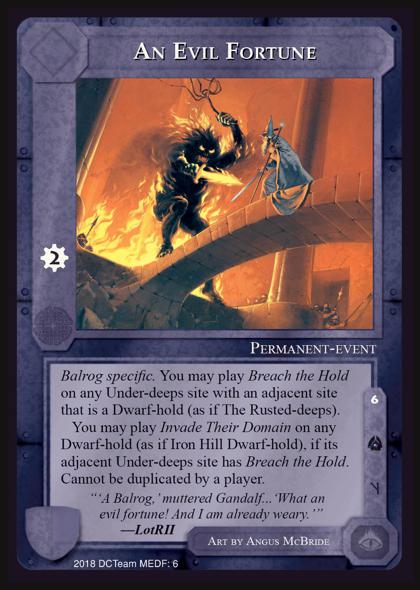 An Evil Fortune
2
Permanent-event
Balrog specific. You may play Breach the Hold
on any Under-deeps site with an adjacent site
that is a Dwarf-hold (as if The Rusted-deeps).
You may play Invade Their Domain on any
Dwarf-hold (as if Iron Hill Dwarf-hold), if its
adjacent Under-deeps site has Breach the Hold.
Cannot be duplicated by a player.
6
“‘A Balrog,’ muttered Gandalf...‘What an
evil fortune! And I am already weary.’”
—LotRII
Art by Angus McBride
2018 DCTeam MEDF: 6